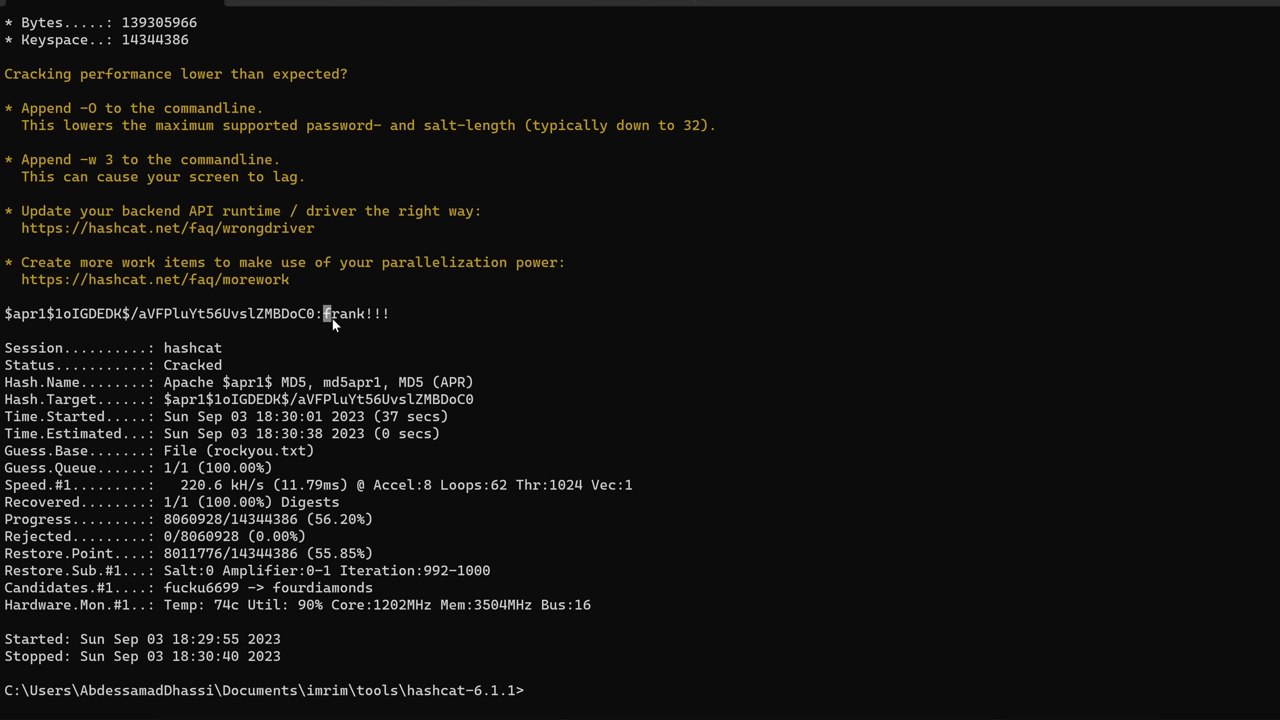 * Bytes.....: 139305966
* Keyspace..: 14344386
Cracking performance lower than expected?
* Append -O to the commandline.
This lowers the maximum supported password- and salt-length (typically down to 32).
* Append -w 3 to the commandline.
This can cause your screen to lag.
* Update your backend API runtime / driver the right way:
https://hashcat.net/faq/wrongdriver
* Create more work items to make use of your parallelization power:
https://hashcat.net/faq/morework
$apr1$1oIGDEDK$/aVFPluYt56UvslZMBDoC0:frank!!!
Session..........: hashcat
Status...........: Cracked
Hash.Name........: Apache $apr1$ MD5, md5apr1, MD5 (APR)
Hash.Target......: $apr1$1oIGDEDK$/aVFPluYt56UvslZMBDoC0
Time.Started.....: Sun Sep 03 18:30:01 2023 (37 secs)
Time.Estimated...: Sun Sep 03 18:30:38 2023 (0 secs)
Guess.Base.......: File (rockyou.txt)
Guess.Queue......: 1/1 (100.00%)
Speed.#1.........:   220.6 kH/s (11.79ms) @ Accel:8 Loops:62 Thr:1024 Vec:1
Recovered........: 1/1 (100.00%) Digests
Progress.........: 8060928/14344386 (56.20%)
Rejected.........: 0/8060928 (0.00%)
Restore.Point....: 8011776/14344386 (55.85%)
Restore.Sub.#1...: Salt:0 Amplifier:0-1 Iteration:992-1000
Candidates.#1....: fucku6699 -> fourdiamonds
Hardware.Mon.#1..: Temp: 74c Util: 90% Core:1202MHz Mem:3504MHz Bus:16
Started: Sun Sep 03 18:29:55 2023
Stopped: Sun Sep 03 18:30:40 2023
C:\Users\AbdessamadDhassi\Documents\imrim\tools\hashcat-6.1.1>